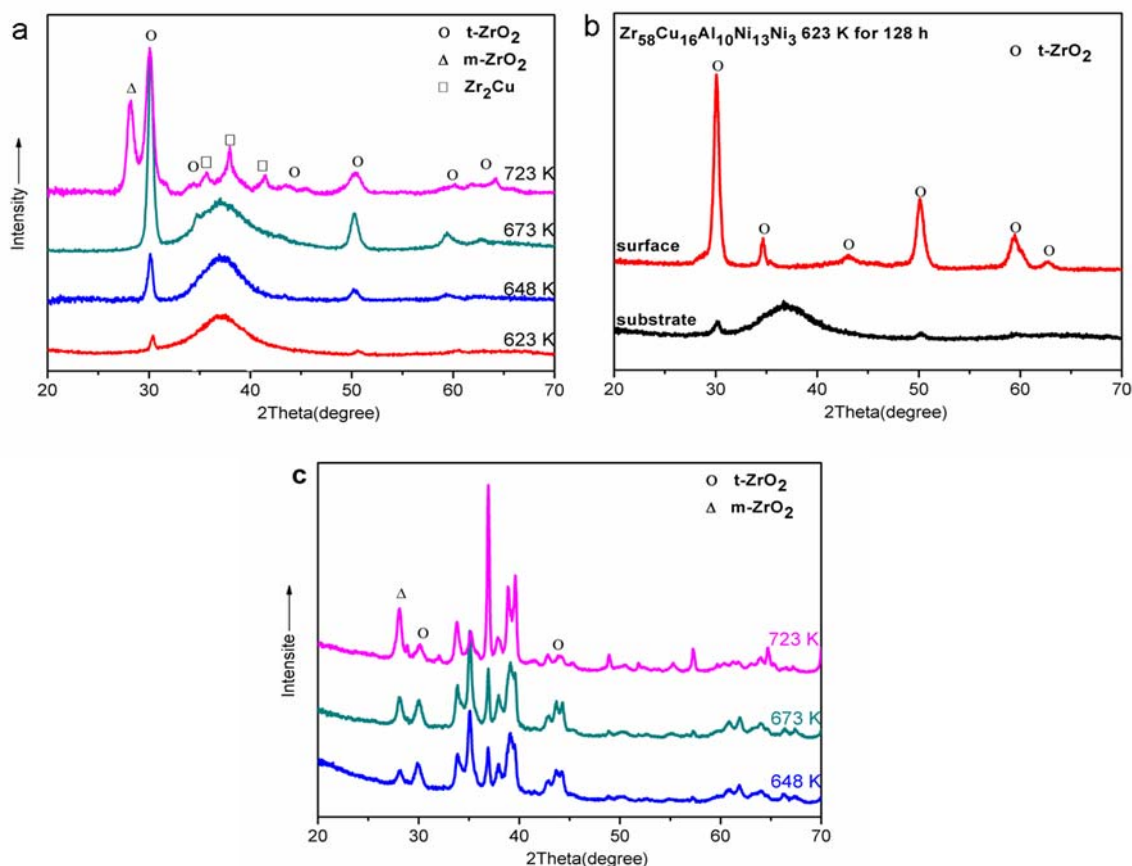 a
○ t-ZrO2
Δ m-ZrO2
□ Zr2Cu
723 K
673 K
648 K
623 K
Intensity
20 30 40 50 60 70
2Theta(degree)
b
Zr58Cu16Al10Ni13Ni3 623 K for 128 h
○ t-ZrO2
surface
substrate
20 30 40 50 60 70
2Theta(degree)
c
○ t-ZrO2
Δ m-ZrO2
723 K
673 K
648 K
Intensite
20 30 40 50 60 70
2Theta(degree)